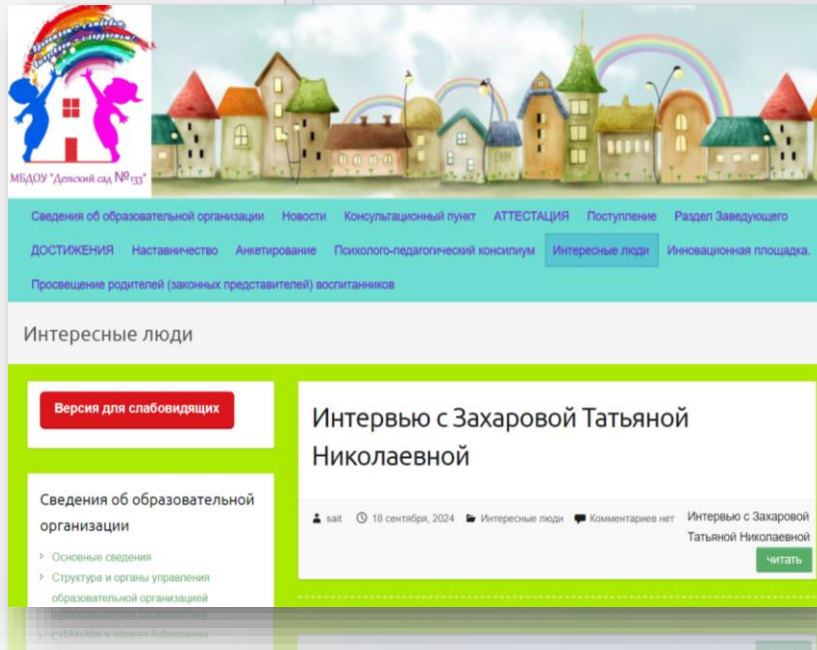 МБДОУ "Детский сад №133"
Сведения об образовательной организации Новости Консультационный пункт АТТЕСТАЦИЯ Поступление Раздел Заведующего
ДОСТИЖЕНИЯ Наставничество Анкетирование Психолого-педагогический консилиум Интересные люди Инновационная площадка.
Просвещение родителей (законных представителей) воспитанников
Интересные люди
Версия для слабовидящих
Сведения об образовательной
организации
Основные сведения
Структура и органы управления
образовательной организацией
Интервью с Захаровой Татьяной
Николаевной
sait 18 сентября, 2024 Интересные люди Комментариев нет Интервью с Захаровой
Татьяной Николаевной
читать